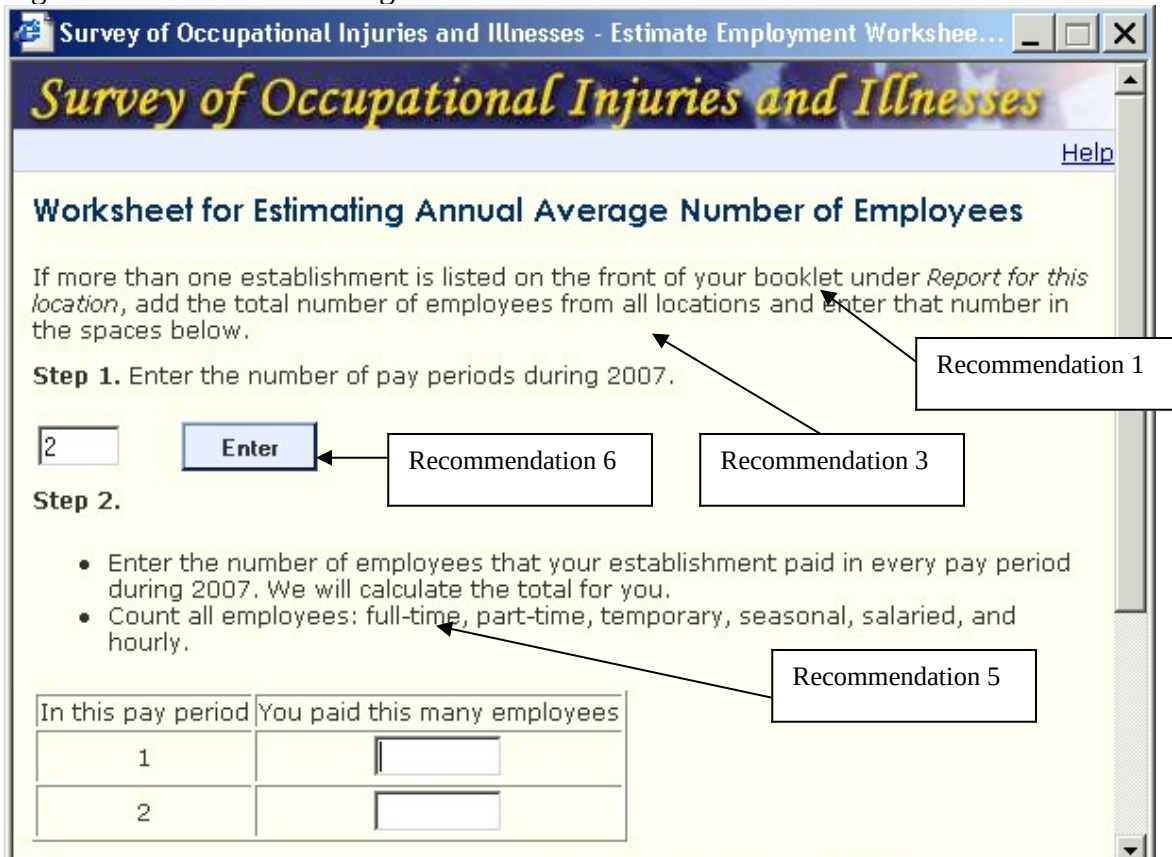 Survey of Occupational Injuries and Illnesses - Estimate Employment Workshee...
Survey of Occupational Injuries and Illnesses
Help
Worksheet for Estimating Annual Average Number of Employees
If more than one establishment is listed on the front of your booklet under Report for this
location, add the total number of employees from all locations and enter that number in
the spaces below.
Recommendation 1
Step 1. Enter the number of pay periods during 2007.
2 Enter
Recommendation 6
Recommendation 3
Step 2.
• Enter the number of employees that your establishment paid in every pay period
during 2007. We will calculate the total for you.
• Count all employees: full-time, part-time, temporary, seasonal, salaried, and
hourly.
Recommendation 5
In this pay period You paid this many employees
1
2